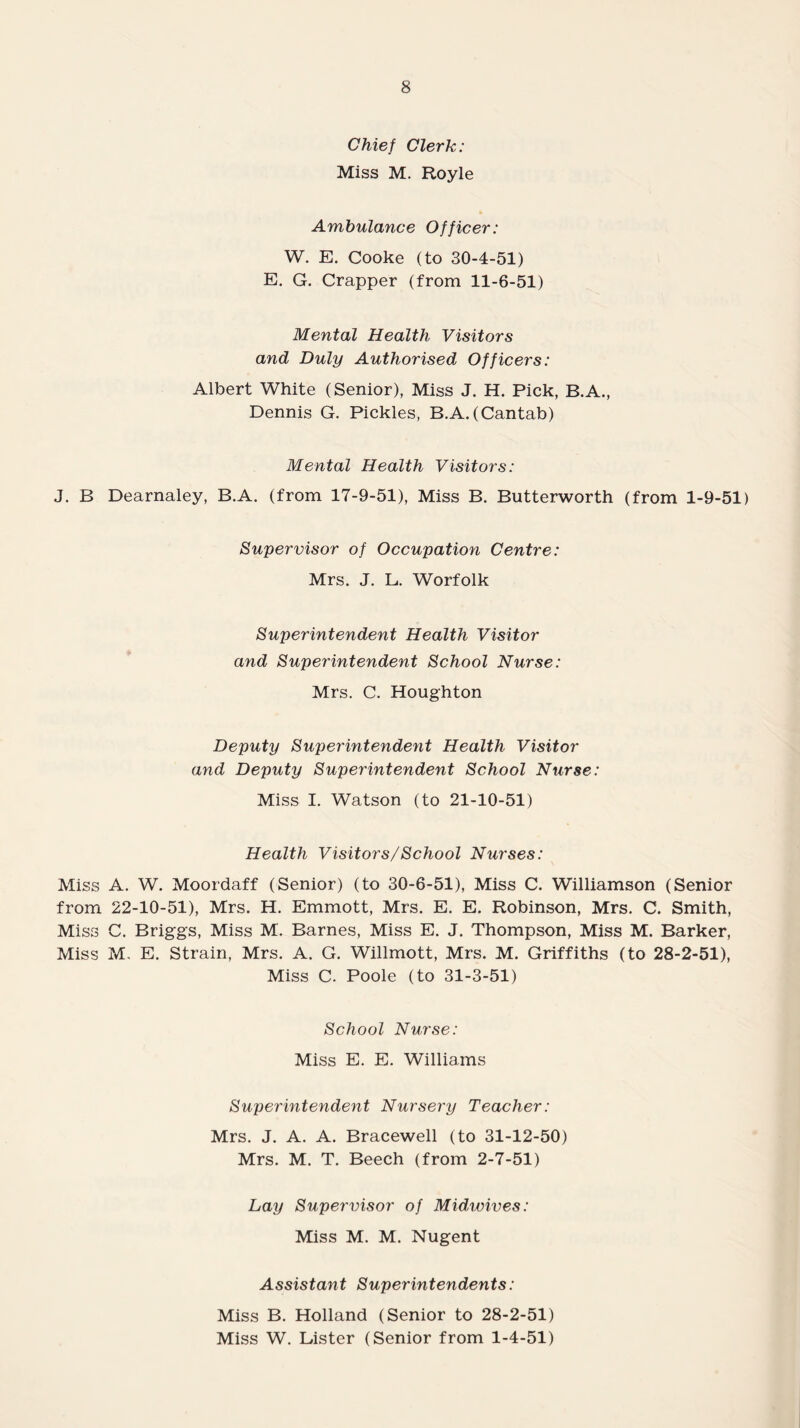 8
Chief Clerk:
Miss M. Royle
Ambulance Officer:
W. E. Cooke (to 30-4-51)
E. G. Crapper (from 11-6-51)
Mental Health Visitors
and Duly Authorised Officers:
Albert White (Senior), Miss J. H. Pick, B.A.,
Dennis G. Pickles, B.A.(Cantab)
Mental Health Visitors:
J. B Dearnaley, B.A. (from 17-9-51), Miss B. Butterworth (from 1-9-51)
Supervisor of Occupation Centre:
Mrs. J. L. Worfolk
Superintendent Health Visitor
and Superintendent School Nurse:
Mrs. C. Houghton
Deputy Superintendent Health Visitor
and Deputy Superintendent School Nurse:
Miss I. Watson (to 21-10-51)
Health Visitors/School Nurses:
Miss A. W. Moordaff (Senior) (to 30-6-51), Miss C. Williamson (Senior
from 22-10-51), Mrs. H. Emmott, Mrs. E. E. Robinson, Mrs. C. Smith,
Miss C. Briggs, Miss M. Barnes, Miss E. J. Thompson, Miss M. Barker,
Miss M. E. Strain, Mrs. A. G. Willmott, Mrs. M. Griffiths (to 28-2-51),
Miss C. Poole (to 31-3-51)
School Nurse:
Miss E. E. Williams
Superintendent Nursery Teacher:
Mrs. J. A. A. Bracewell (to 31-12-50)
Mrs. M. T. Beech (from 2-7-51)
Lay Supervisor of Midwives:
Miss M. M. Nugent
Assistant Superintendents:
Miss B. Holland (Senior to 28-2-51)
Miss W. Lister (Senior from 1-4-51)